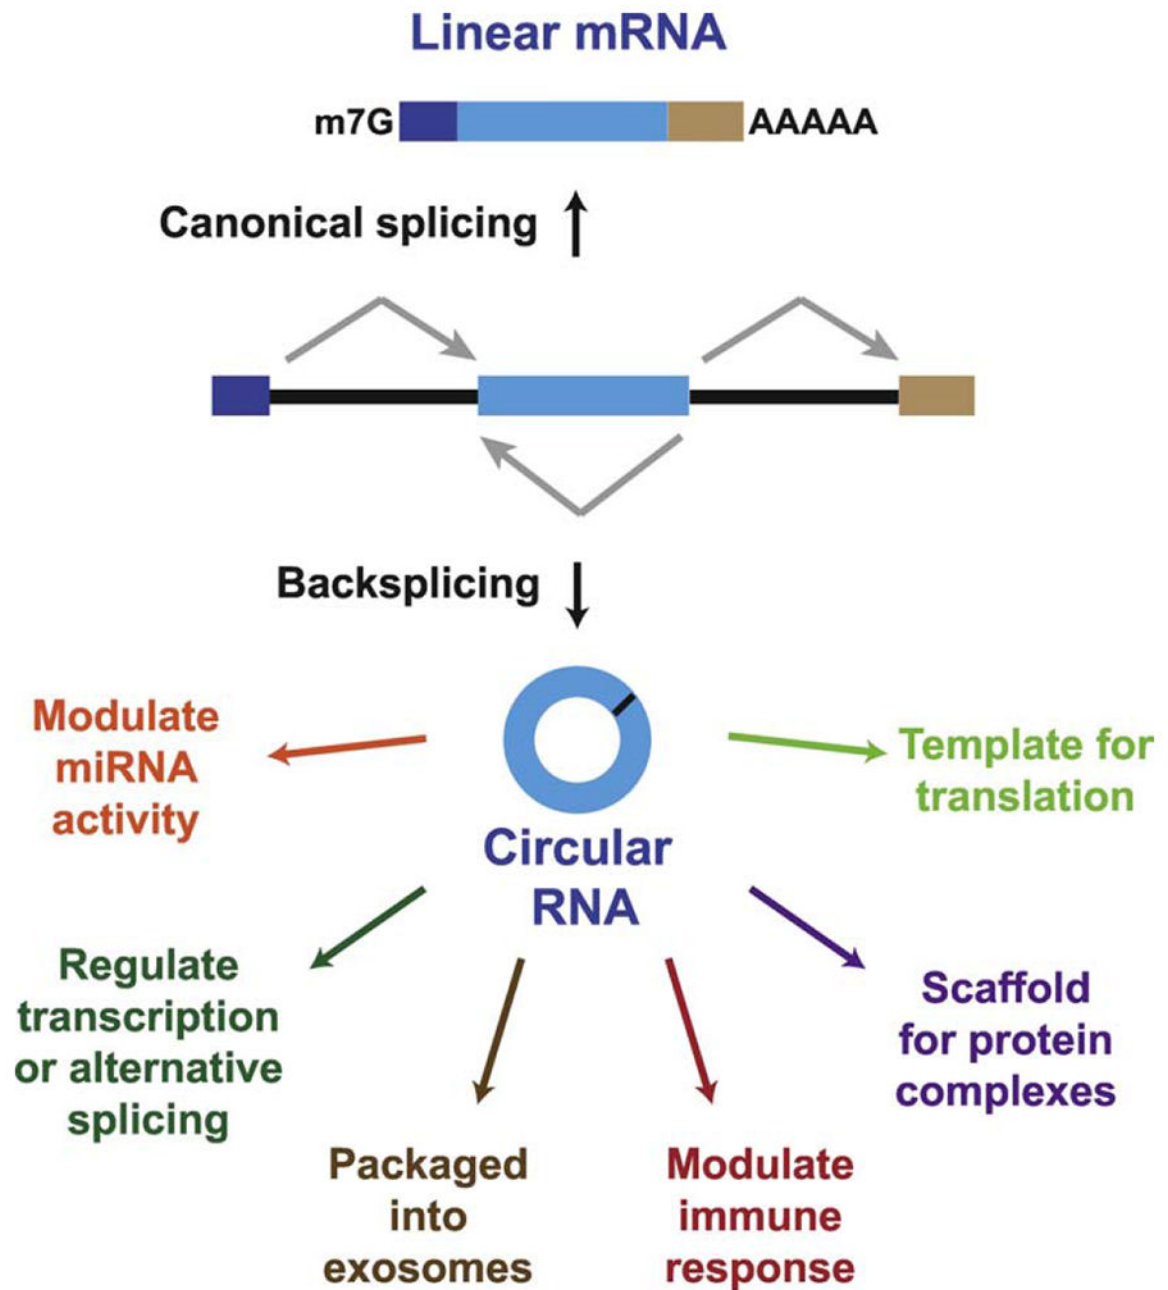 Linear mRNA
m7G AAAAA
Canonical splicing
Backsplicing
Modulate
miRNA
activity
Template for
translation
Circular
RNA
Regulate
transcription
or alternative
splicing
Scaffold
for protein
complexes
Packaged
into
exosomes
Modulate
immune
response